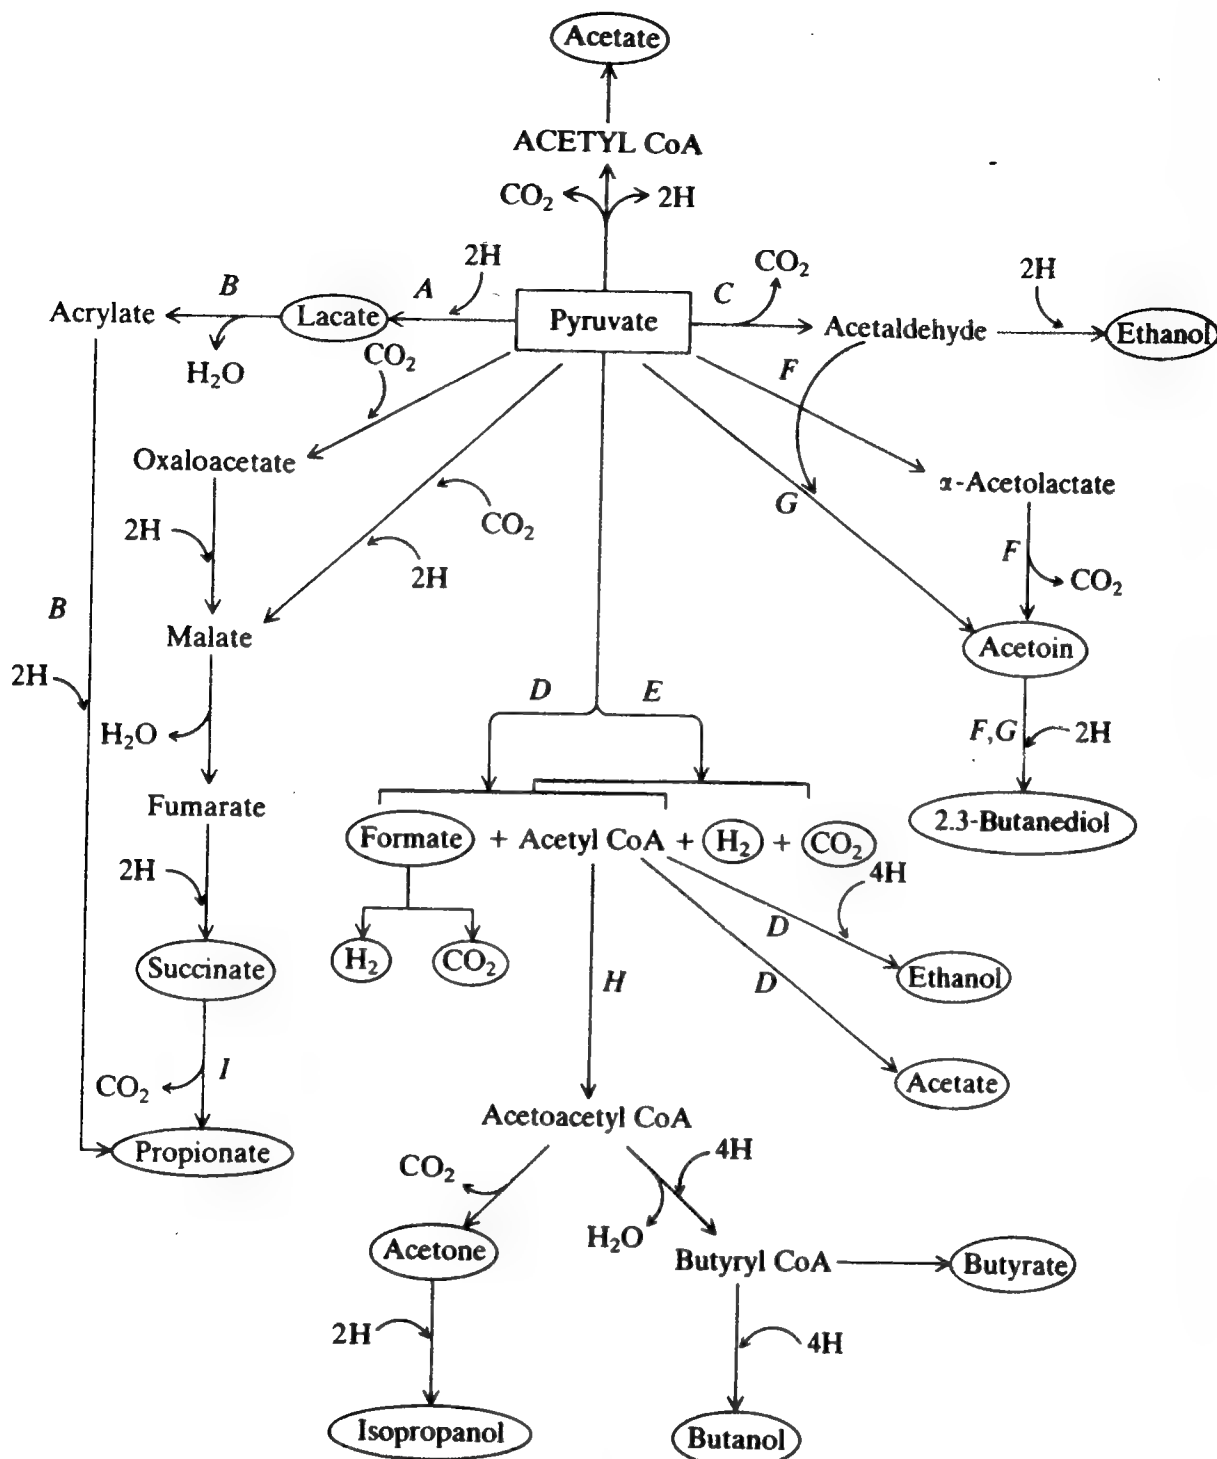 Acetate
ACETYL CoA
CO₂ 2H
2H CO₂ 2H
B A C
Acrylate Lacate Pyruvate Acetaldehyde Ethanol
H₂O CO₂ F
Oxaloacetate α-Acetolactate
G
2H CO₂ F CO₂
2H
B Malate Acetoin
2H D E
H₂O F,G 2H
Fumarate 2.3-Butanediol
Formate + Acetyl CoA + H₂ + CO₂
2H 4H
D
Succinate H₂ CO₂ H D Ethanol
CO₂ I Acetate
Acetoacetyl CoA
Propionate CO₂ 4H
H₂O
Acetone Butyryl CoA Butyrate
2H 4H
Isopropanol Butanol